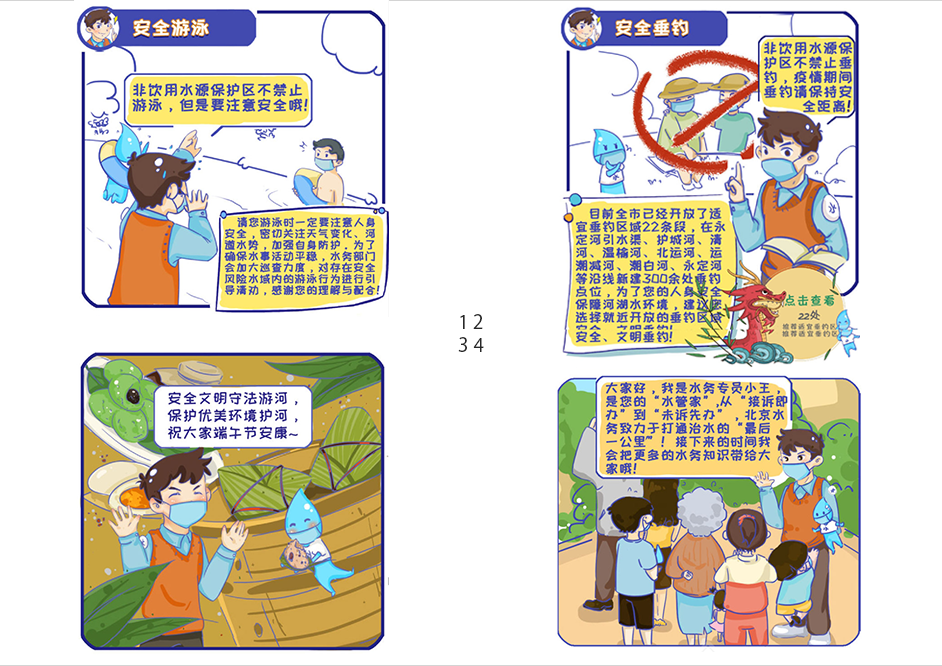 安全游泳
非饮用水源保护区不禁止
游泳，但是要注意安全哦!
请您游泳时一定要注意人身
安全，密切关注天气变化、河
道水势，加强自身防护，为了
确保水事活动平稳，水务部门
会加大巡查力度，对存在安全
风险水域内的游泳行为进行引
导清劝，感谢您的理解与配合!
安全垂钓
非饮用水源保
护区不禁止垂
钓，疫情期间
垂钓请保持安
全距离!
水
目前全市已经开放了适
宜垂钓区域22条段，在永
定河引水渠、护城河、清
河、温榆河、北运河、运
潮减河、潮白河、永定河
等沿线新建300余处垂钓
点位，为了您的人身安全
保障河湖水环境，建议您
选择就近开放的垂钓区域
安全、文明垂钓!
点击查看
22处
推荐适宜垂钓区
推荐适宜垂钓区
1 2
3 4
安全文明守法游河，
保护优美环境护河，
祝大家端午节安康~
大家好，我是水务专员小王，
是您的“水管家”,从“接诉即
办”到“未诉先办”，北京水
务致力于打通治水的“最后
一公里”！接下来的时间我
会把更多的水务知识带给大
家哦!